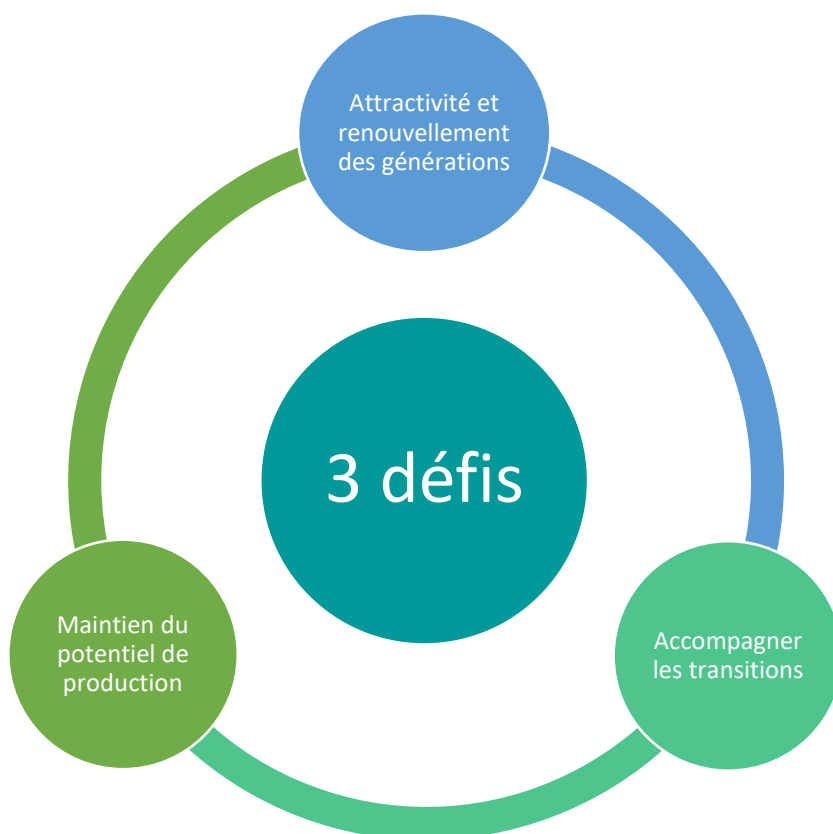 Attractivité et
renouvellement
des générations
3 défis
Maintien du
potentiel de
production
Accompagner
les transitions